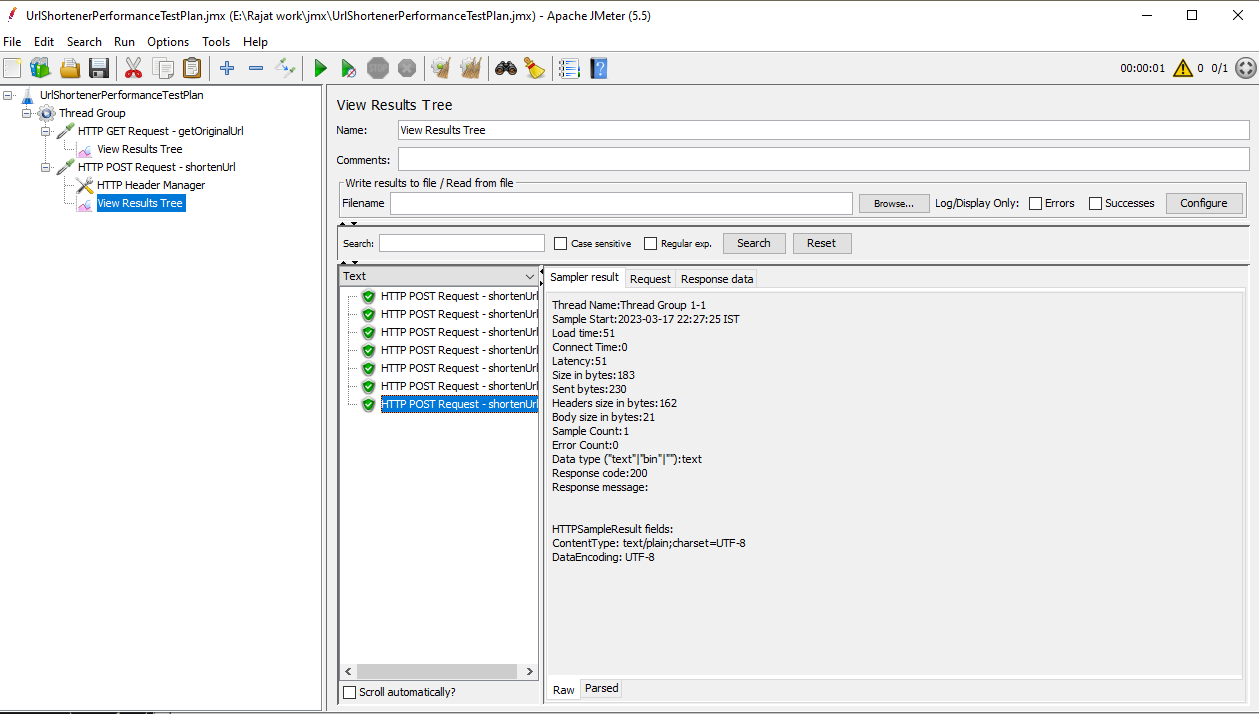 UrlShortenerPerformanceTestPlan.jmx (E:\Rajat work\jmx\UrlShortenerPerformanceTestPlan.jmx) - Apache JMeter (5.5)
File Edit Search Run Options Tools Help
STOP
00:00:01 0 0/1
UrlShortenerPerformanceTestPlan
Thread Group
HTTP GET Request - getOriginalUrl
View Results Tree
HTTP POST Request - shortenUrl
HTTP Header Manager
View Results Tree
View Results Tree
Name: View Results Tree
Comments:
Write results to file / Read from file
Filename Browse... Log/Display Only: Errors Successes Configure
Search: Case sensitive Regular exp. Search Reset
Text
HTTP POST Request - shortenUrl
HTTP POST Request - shortenUrl
HTTP POST Request - shortenUrl
HTTP POST Request - shortenUrl
HTTP POST Request - shortenUrl
HTTP POST Request - shortenUrl
HTTP POST Request - shortenUrl
Scroll automatically?
Sampler result Request Response data
Thread Name:Thread Group 1-1
Sample Start:2023-03-17 22:27:25 IST
Load time:51
Connect Time:0
Latency:51
Size in bytes:183
Sent bytes:230
Headers size in bytes:162
Body size in bytes:21
Sample Count:1
Error Count:0
Data type ("text"|"bin"|""):text
Response code:200
Response message:
HTTPSampleResult fields:
ContentType: text/plain;charset=UTF-8
DataEncoding: UTF-8
Raw Parsed